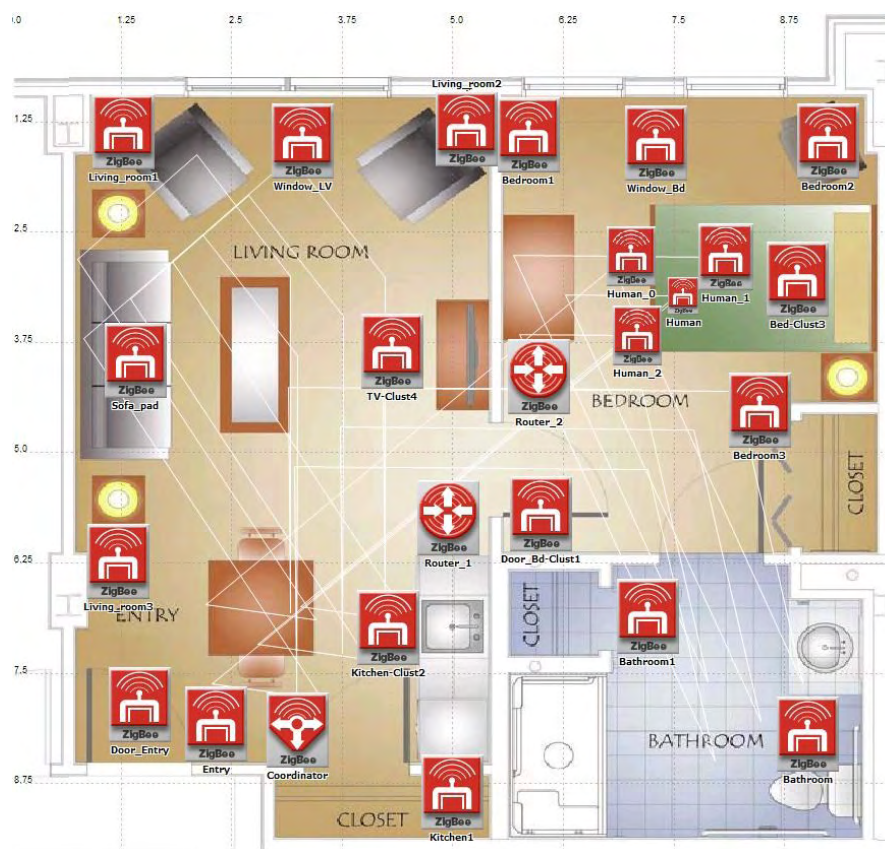 0.0 1.25 2.5 3.75 5.0 6.25 7.5 8.75
1.25
2.5
3.75
5.0
6.25
7.5
8.75
ZigBee
Living_room1
ZigBee
Window_LV
Living_room2
ZigBee
ZigBee
Bedroom1
ZigBee
Window_Bd
ZigBee
Bedroom2
LIVING ROOM
ZigBee
Human_0
ZigBee
Human_1
ZigBee
Human
ZigBee
Bed-Clust3
ZigBee
Human_2
ZigBee
Sofa_pad
ZigBee
TV-Clust4
ZigBee
Router_2
BEDROOM
ZigBee
Bedroom3
CLOSET
ZigBee
Router_1
ZigBee
Door_Bd-Clust1
ZigBee
Living_room3
ENTRY
CLOSET
ZigBee
Kitchen-Clust2
ZigBee
Bathroom1
ZigBee
Door_Entry
ZigBee
Entry
ZigBee
Coordinator
BATHROOM
ZigBee
Bathroom
CLOSET
ZigBee
Kitchen1